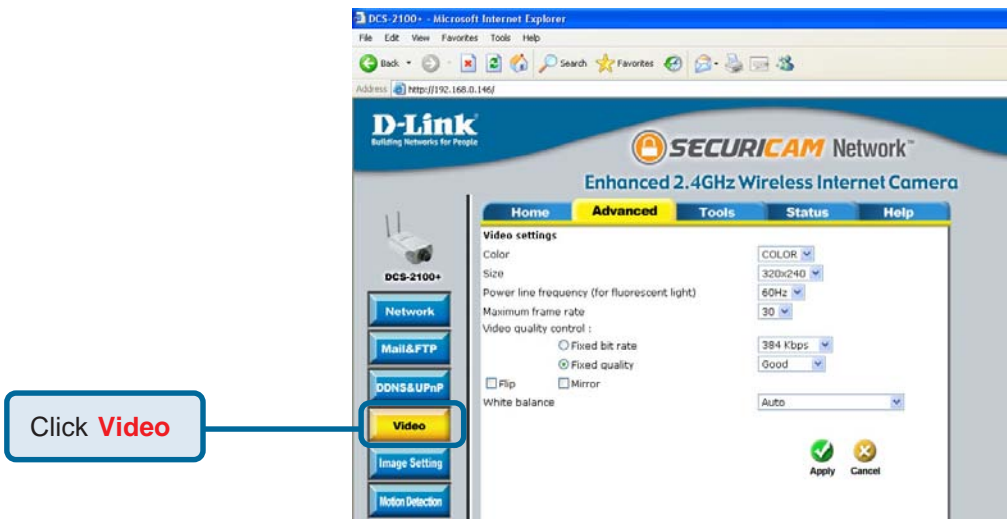 DCS-2100+ - Microsoft Internet Explorer
File Edit View Favorites Tools Help
Back Search Favorites
Address http://192.168.0.146/
D-Link
Building Networks for People
SECURICAM Network™
Enhanced 2.4GHz Wireless Internet Camera
Home Advanced Tools Status Help
DCS-2100+
Network
Mail&FTP
DDNS&UPnP
Video
Image Setting
Motion Detection
Video settings
Color COLOR
Size 320x240
Power line frequency (for fluorescent light) 60Hz
Maximum frame rate 30
Video quality control :
Fixed bit rate 384 Kbps
Fixed quality Good
Flip Mirror
White balance Auto
Apply Cancel
Click Video